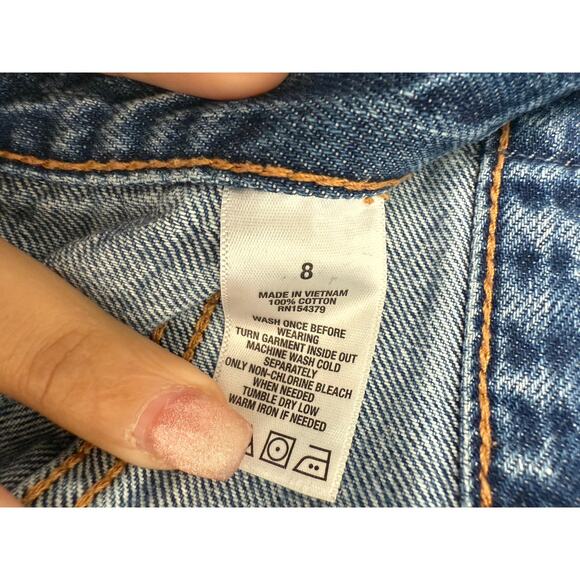 8
MADE IN VIETNAM
100% COTTON
RN154379
WASH ONCE BEFORE
WEARING
TURN GARMENT INSIDE OUT
MACHINE WASH COLD
SEPARATELY
ONLY NON-CHLORINE BLEACH
WHEN NEEDED
TUMBLE DRY LOW
WARM IRON IF NEEDED